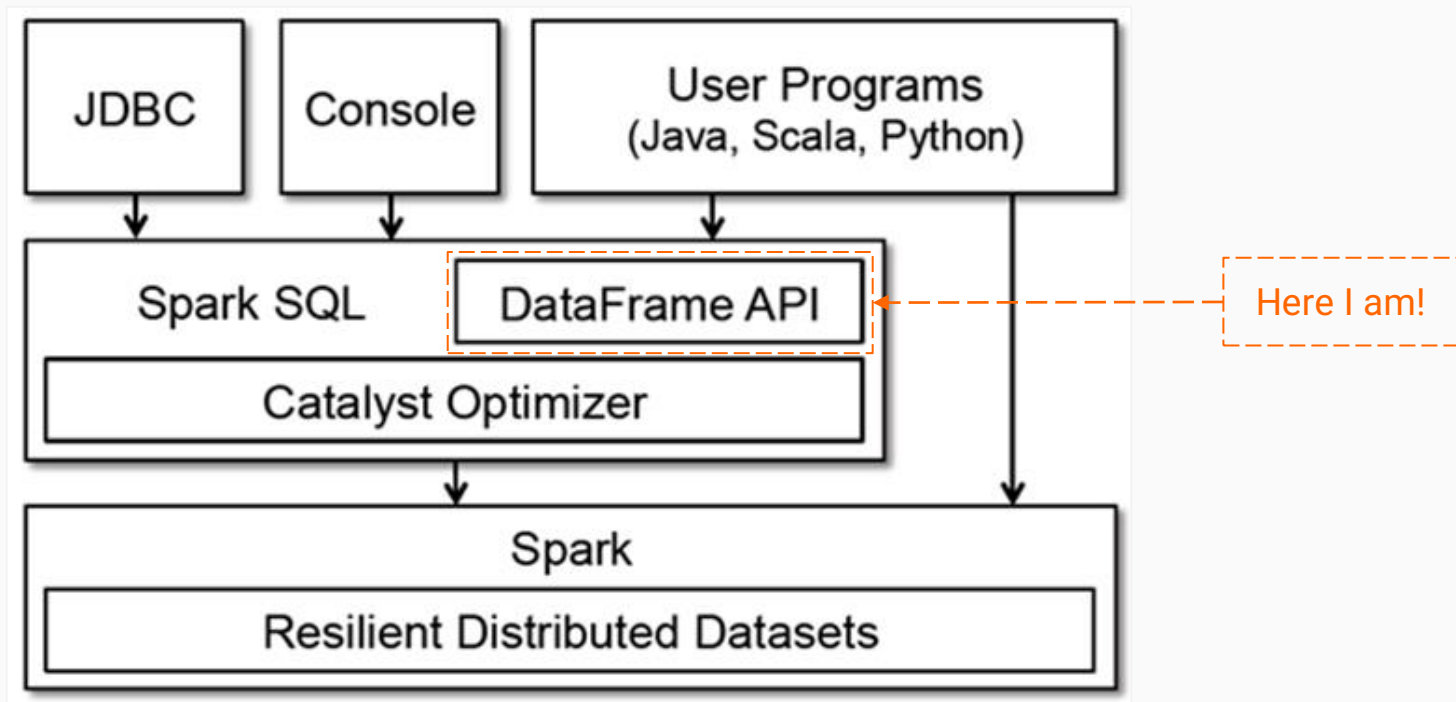 JDBC
Console
User Programs
(Java, Scala, Python)
Spark SQL
DataFrame API
Here I am!
Catalyst Optimizer
Spark
Resilient Distributed Datasets